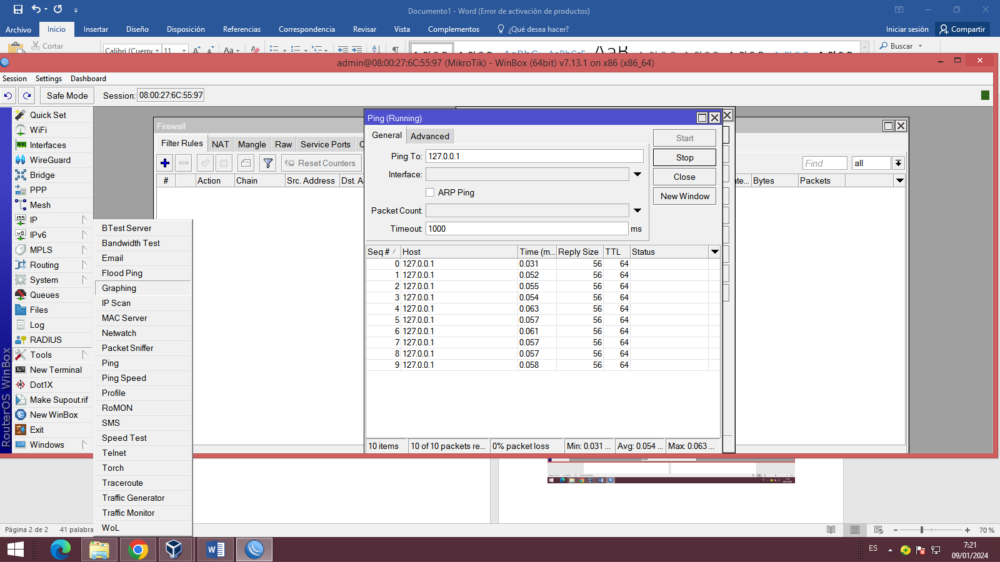 Documento1 - Word (Error de activación de productos)
Archivo Inicio Insertar Diseño Disposición Referencias Correspondencia Revisar Vista Complementos ¿Qué desea hacer? Iniciar sesión Compartir
Cortar Calibri (Cuerpo 11 Buscar
admin@08:00:27:6C:55:97 (MikroTik) - WinBox (64bit) v7.13.1 on x86 (x86_64)
Session Settings Dashboard
Safe Mode Session: 08:00:27:6C:55:97
Quick Set
WiFi
Interfaces
WireGuard
Bridge
PPP
Mesh
IP
IPv6
MPLS
Routing
System
Queues
Files
Log
RADIUS
Tools
New Terminal
Dot1X
Make Supout.rif
New WinBox
Exit
Windows
RouterOS WinBox
BTest Server
Bandwidth Test
Email
Flood Ping
Graphing
IP Scan
MAC Server
Netwatch
Packet Sniffer
Ping
Ping Speed
Profile
RoMON
SMS
Speed Test
Telnet
Torch
Traceroute
Traffic Generator
Traffic Monitor
WoL
Firewall
Filter Rules NAT Mangle Raw Service Ports C
Reset Counters Find all
# Action Chain Src. Address Dst. A Bytes Packets
Ping (Running)
General Advanced
Ping To: 127.0.0.1
Interface:
ARP Ping
Packet Count:
Timeout: 1000 ms
Start
Stop
Close
New Window
Seq # Host Time (m... Reply Size TTL Status
0 127.0.0.1 0.031 56 64
1 127.0.0.1 0.052 56 64
2 127.0.0.1 0.055 56 64
3 127.0.0.1 0.054 56 64
4 127.0.0.1 0.063 56 64
5 127.0.0.1 0.057 56 64
6 127.0.0.1 0.061 56 64
7 127.0.0.1 0.057 56 64
8 127.0.0.1 0.057 56 64
9 127.0.0.1 0.058 56 64
10 items 10 of 10 packets re... 0% packet loss Min: 0.031 ... Avg: 0.054 ... Max: 0.063 ...
Página 2 de 2 41 palabra 70 %
ES 7:21
09/01/2024